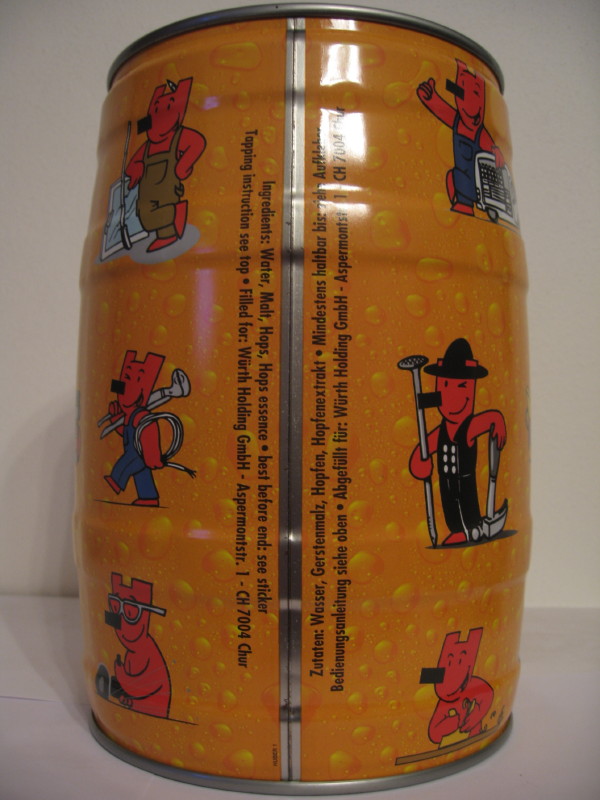 Ingredients: Water, Malt, Hops, Hops essence • best before end: see sticker
Tapping instruction see top • Filled for: Würth Holding GmbH - Aspermontstr. 1 - CH 7004 Chur
Zutaten: Wasser, Gerstenmalz, Hopfen, Hopfenextrakt • Mindestens haltbar bis: siehe Aufkleber
Bedienungsanleitung siehe oben • Abgefüllt für: Würth Holding GmbH - Aspermontstr. 1 - CH 7004 Chur